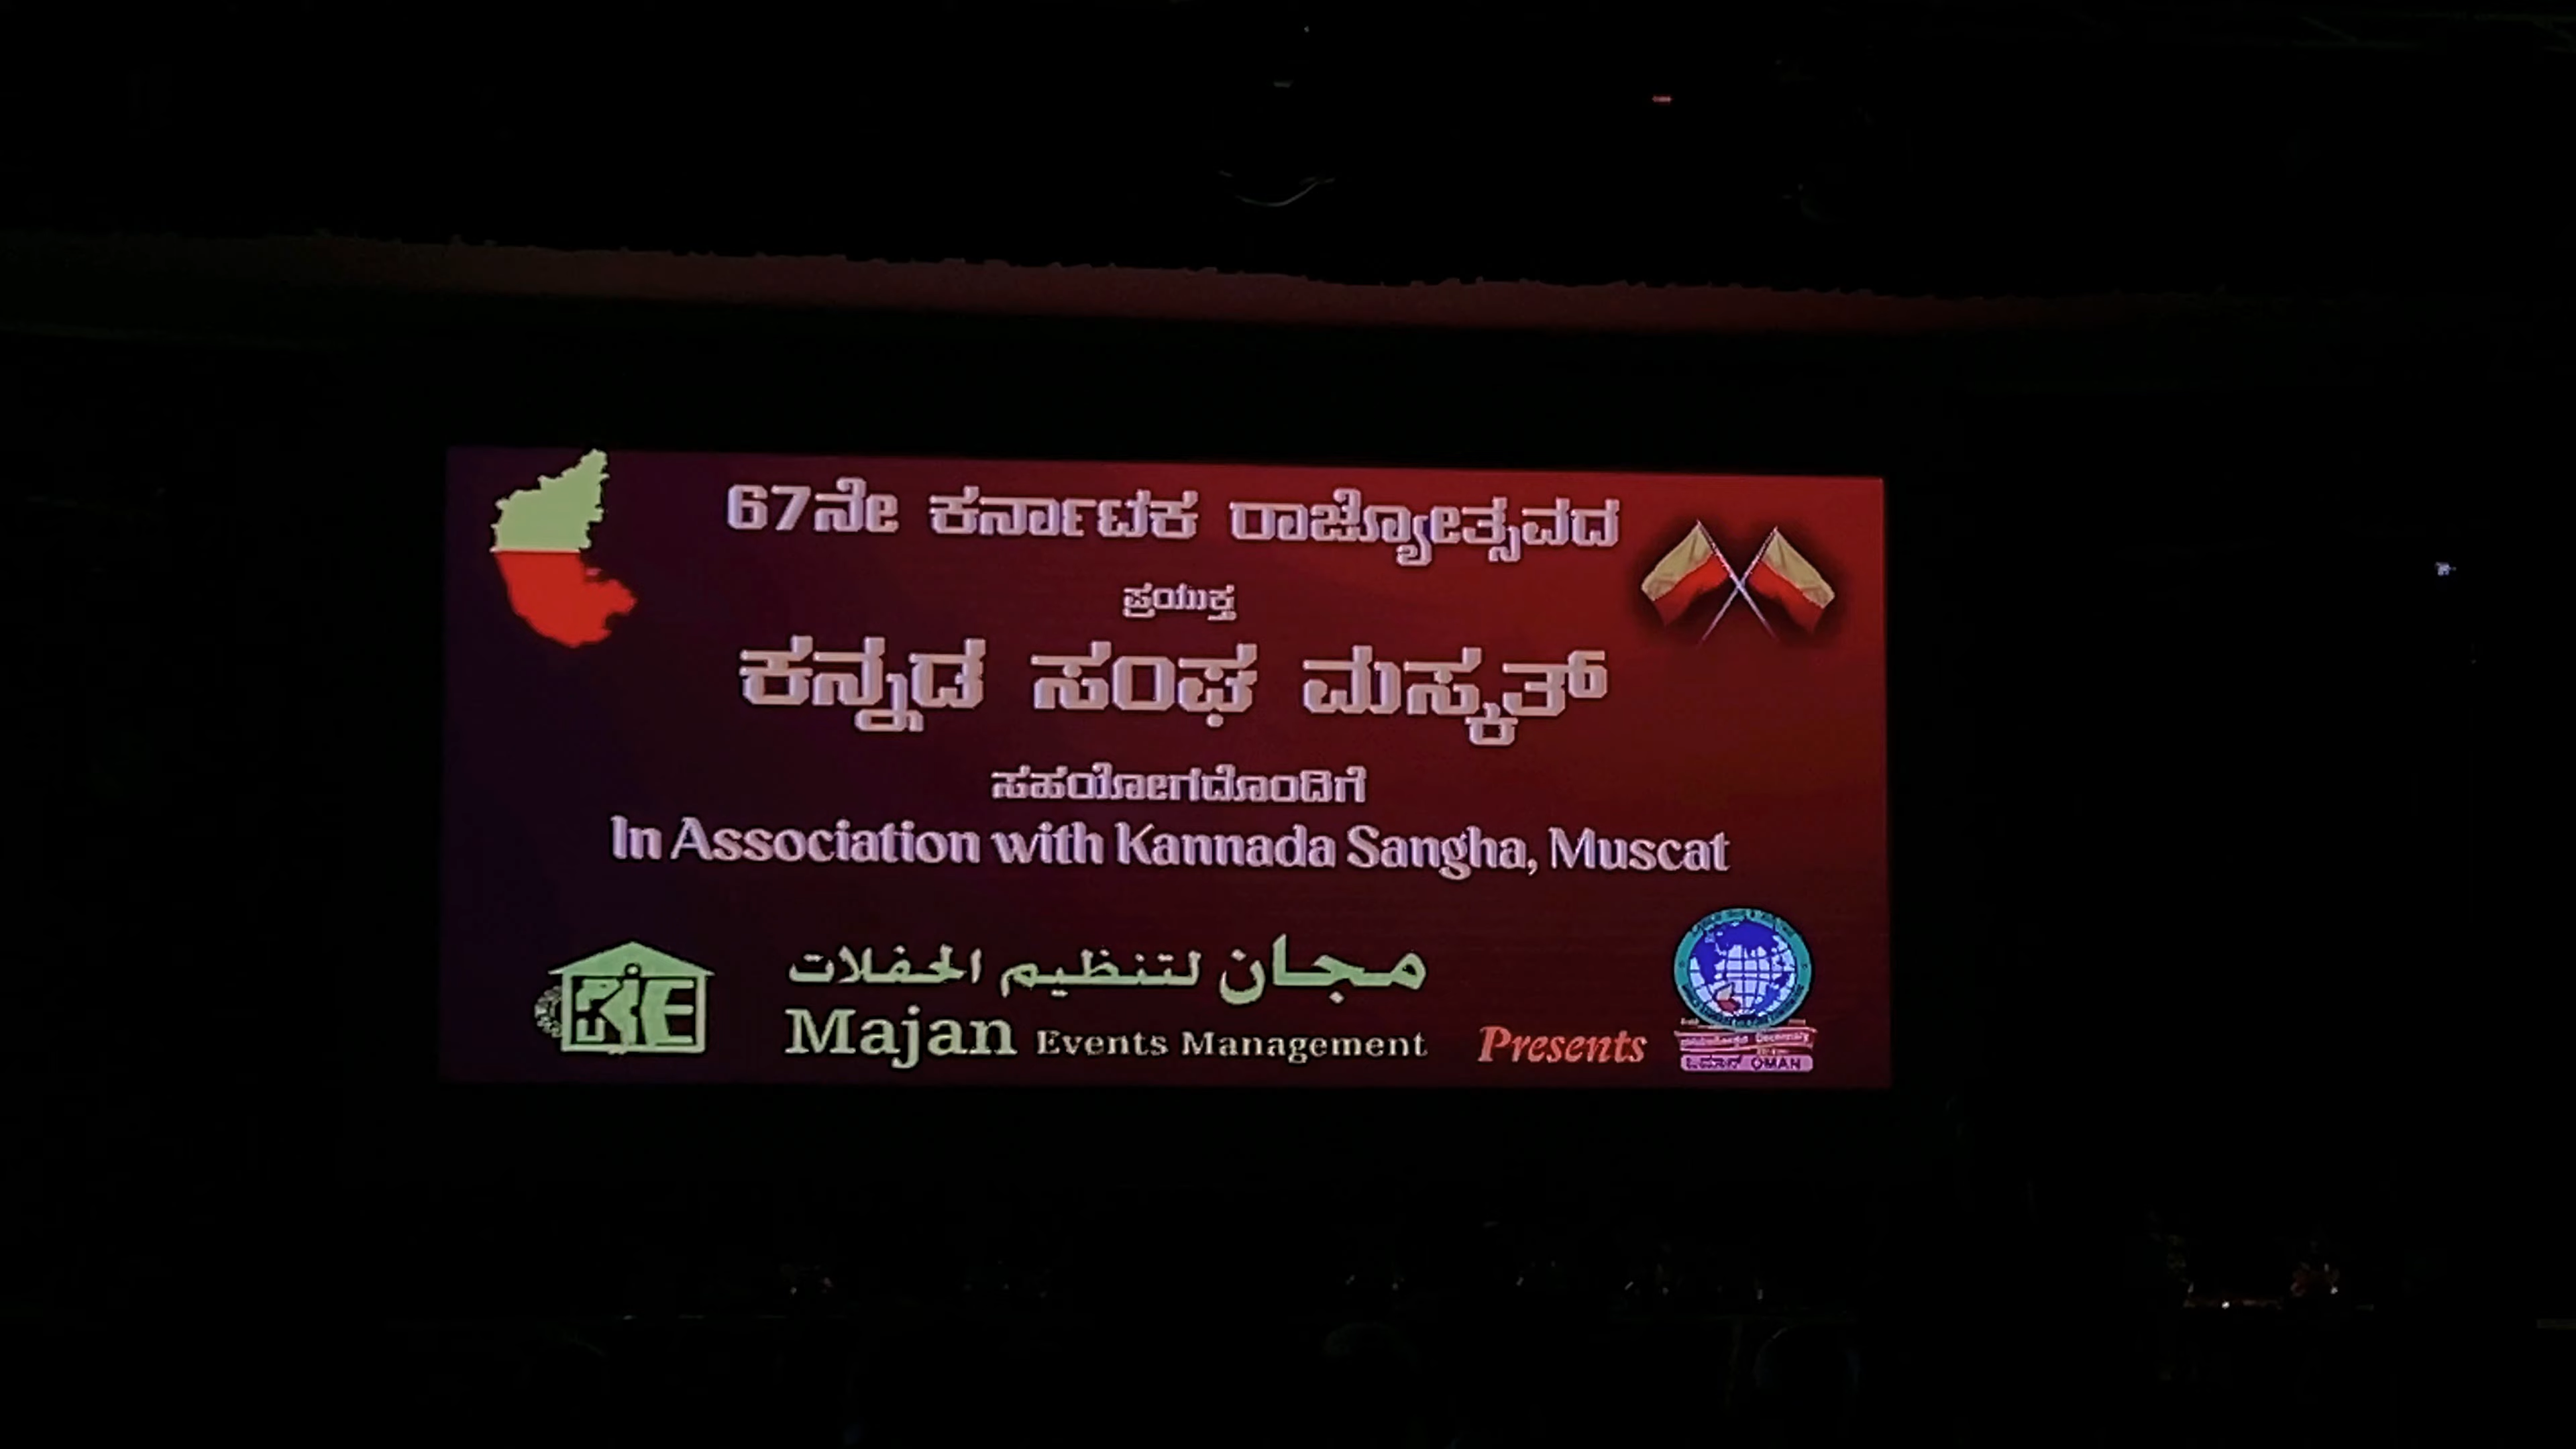 67ನೇ ಕರ್ನಾಟಕ ರಾಜ್ಯೋತ್ಸವದ
ಪ್ರಯುಕ್ತ
ಕನ್ನಡ ಸಂಘ ಮಸ್ಕತ್
ಸಹಯೋಗದೊಂದಿಗೆ
In Association with Kannada Sangha, Muscat
مجان لتنظيم الحفلات
Majan Events Management
Presents
ಒಮಾನ್ OMAN